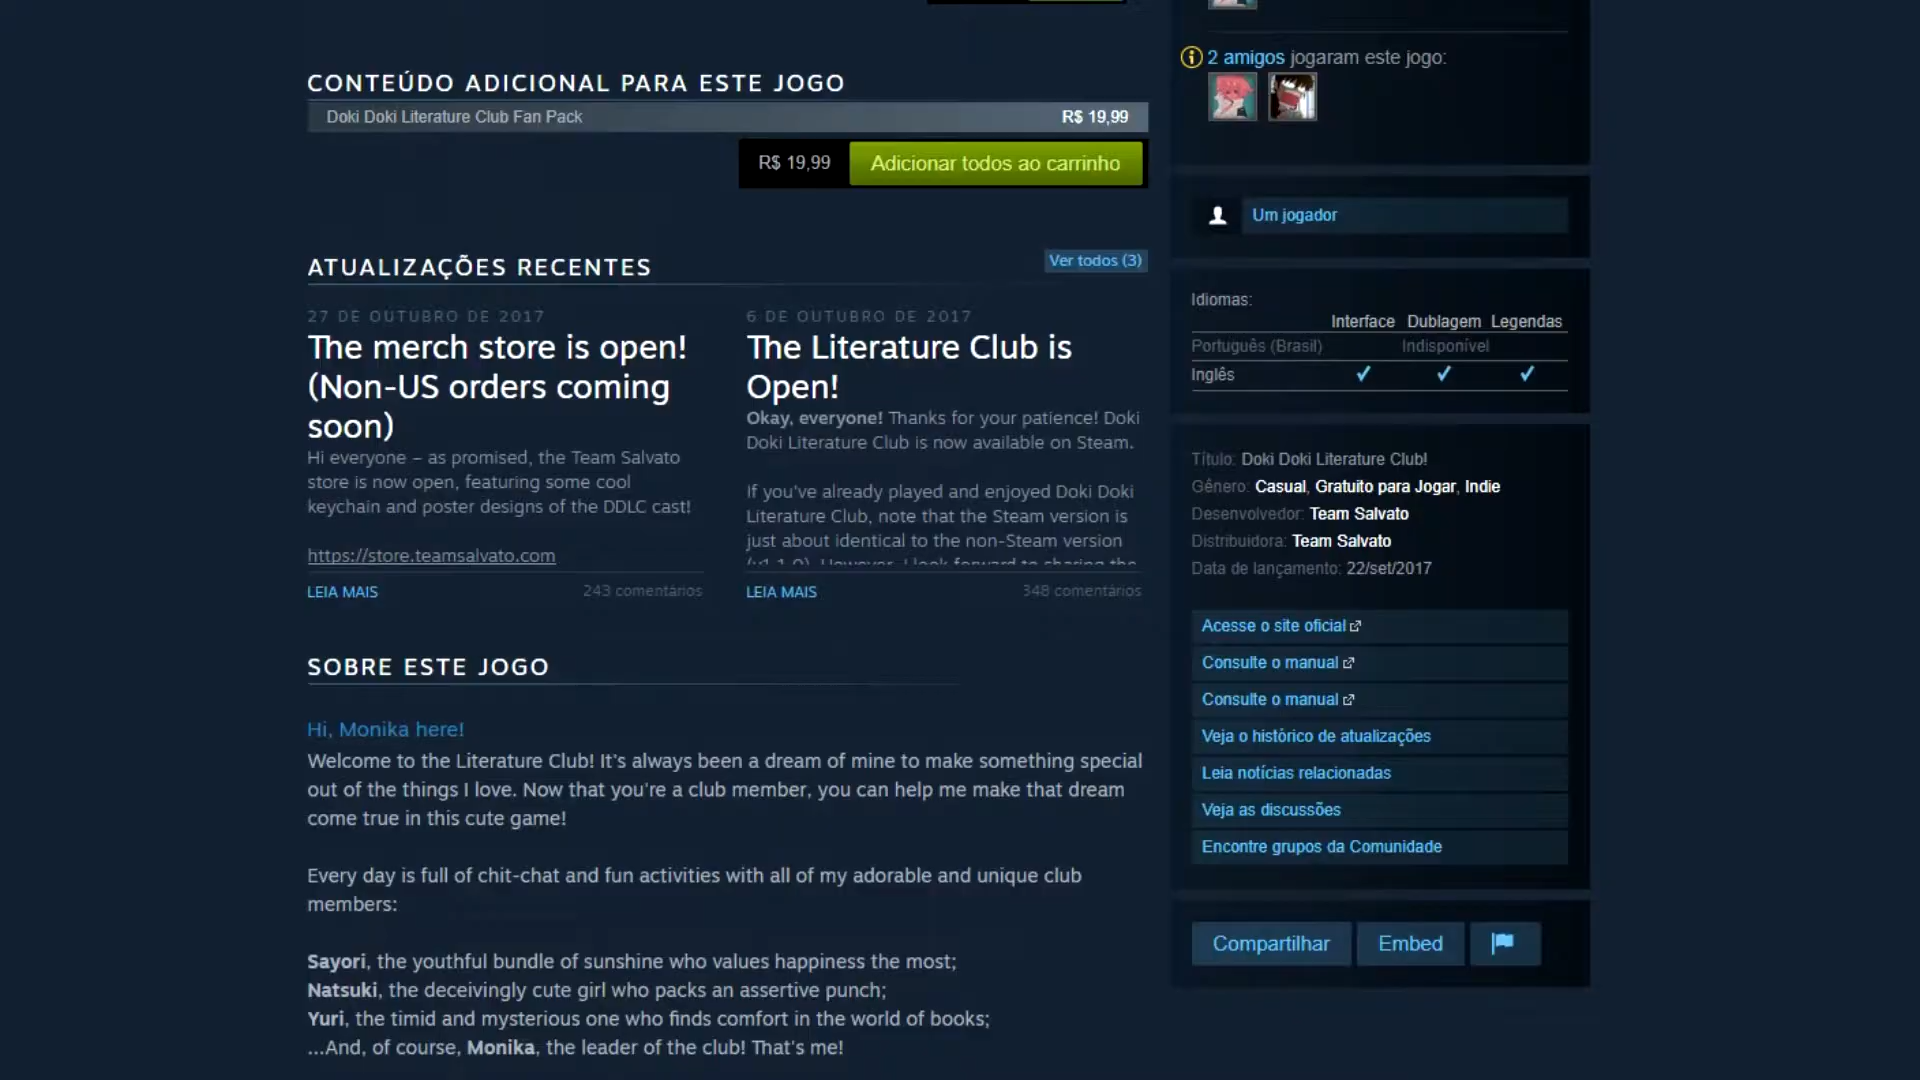 CONTEÚDO ADICIONAL PARA ESTE JOGO
Doki Doki Literature Club Fan Pack R$ 19,99
R$ 19,99 Adicionar todos ao carrinho
ATUALIZAÇÕES RECENTES
Ver todos (3)
27 DE OUTUBRO DE 2017
The merch store is open!
(Non-US orders coming
soon)
Hi everyone – as promised, the Team Salvato
store is now open, featuring some cool
keychain and poster designs of the DDLC cast!
https://store.teamsalvato.com
LEIA MAIS 243 comentários
6 DE OUTUBRO DE 2017
The Literature Club is
Open!
Okay, everyone! Thanks for your patience! Doki
Doki Literature Club is now available on Steam.
If you've already played and enjoyed Doki Doki
Literature Club, note that the Steam version is
just about identical to the non-Steam version
(v1.1.0). However, I look forward to sharing the
LEIA MAIS 348 comentários
SOBRE ESTE JOGO
Hi, Monika here!
Welcome to the Literature Club! It's always been a dream of mine to make something special
out of the things I love. Now that you're a club member, you can help me make that dream
come true in this cute game!
Every day is full of chit-chat and fun activities with all of my adorable and unique club
members:
Sayori, the youthful bundle of sunshine who values happiness the most;
Natsuki, the deceivingly cute girl who packs an assertive punch;
Yuri, the timid and mysterious one who finds comfort in the world of books;
...And, of course, Monika, the leader of the club! That's me!
2 amigos jogaram este jogo:
Um jogador
Idiomas:
Interface Dublagem Legendas
Português (Brasil) Indisponível
Inglês ✓ ✓ ✓
Título: Doki Doki Literature Club!
Gênero: Casual, Gratuito para Jogar, Indie
Desenvolvedor: Team Salvato
Distribuidora: Team Salvato
Data de lançamento: 22/set/2017
Acesse o site oficial
Consulte o manual
Consulte o manual
Veja o histórico de atualizações
Leia notícias relacionadas
Veja as discussões
Encontre grupos da Comunidade
Compartilhar Embed